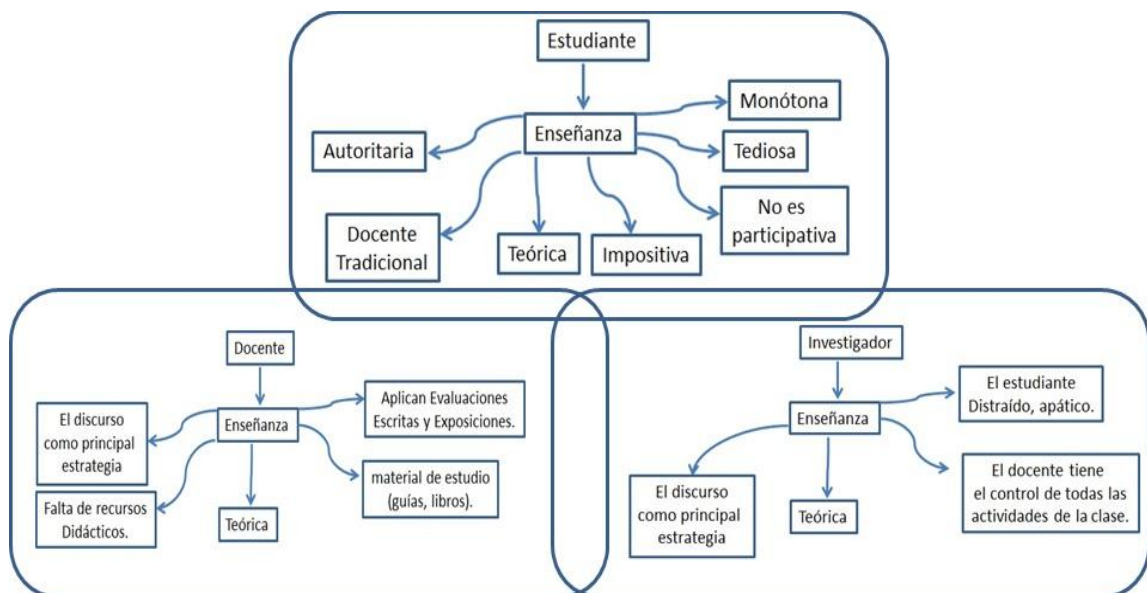 Estudiante
Enseñanza
Monótona
Autoritaria
Tediosa
No es
participativa
Docente
Tradicional
Teórica
Impositiva
Docente
Enseñanza
El discurso
como principal
estrategia
Aplican Evaluaciones
Escritas y Exposiciones.
Falta de recursos
Didácticos.
Teórica
material de estudio
(guías, libros).
Investigador
Enseñanza
El estudiante
Distraído, apático.
El discurso
como principal
estrategia
Teórica
El docente tiene
el control de todas las
actividades de la clase.